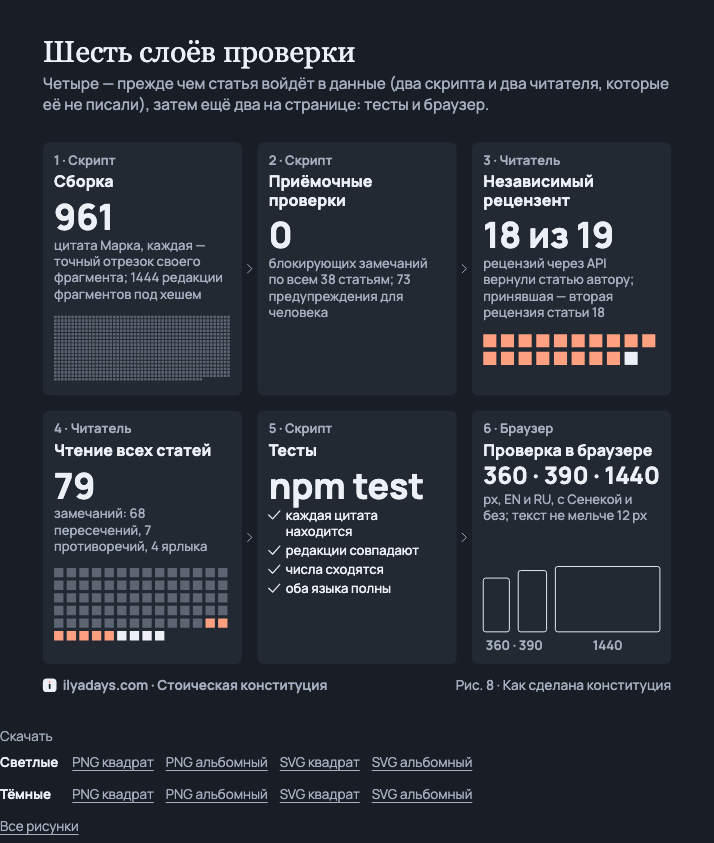 Шесть слоёв проверки
Четыре — прежде чем статья войдёт в данные (два скрипта и два читателя, которые
её не писали), затем ещё два на странице: тесты и браузер.
1 · Скрипт
Сборка
961
цитата Марка, каждая —
точный отрезок своего
фрагмента; 1444 редакции
фрагментов под хешем
2 · Скрипт
Приёмочные
проверки
0
блокирующих замечаний
по всем 38 статьям; 73
предупреждения для
человека
3 · Читатель
Независимый
рецензент
18 из 19
рецензий через API
вернули статью автору;
принявшая — вторая
рецензия статьи 18
4 · Читатель
Чтение всех статей
79
замечаний: 68
пересечений, 7
противоречий, 4 ярлыка
5 · Скрипт
Тесты
npm test
каждая цитата
находится
редакции совпадают
числа сходятся
оба языка полны
6 · Браузер
Проверка в браузере
360 · 390 · 1440
px, EN и RU, с Сенекой и
без; текст не мельче 12 px
360 · 390
1440
ilyadays.com · Стоическая конституция
Рис. 8 · Как сделана конституция
Скачать
Светлые PNG квадрат PNG альбомный SVG квадрат SVG альбомный
Тёмные PNG квадрат PNG альбомный SVG квадрат SVG альбомный
Все рисунки